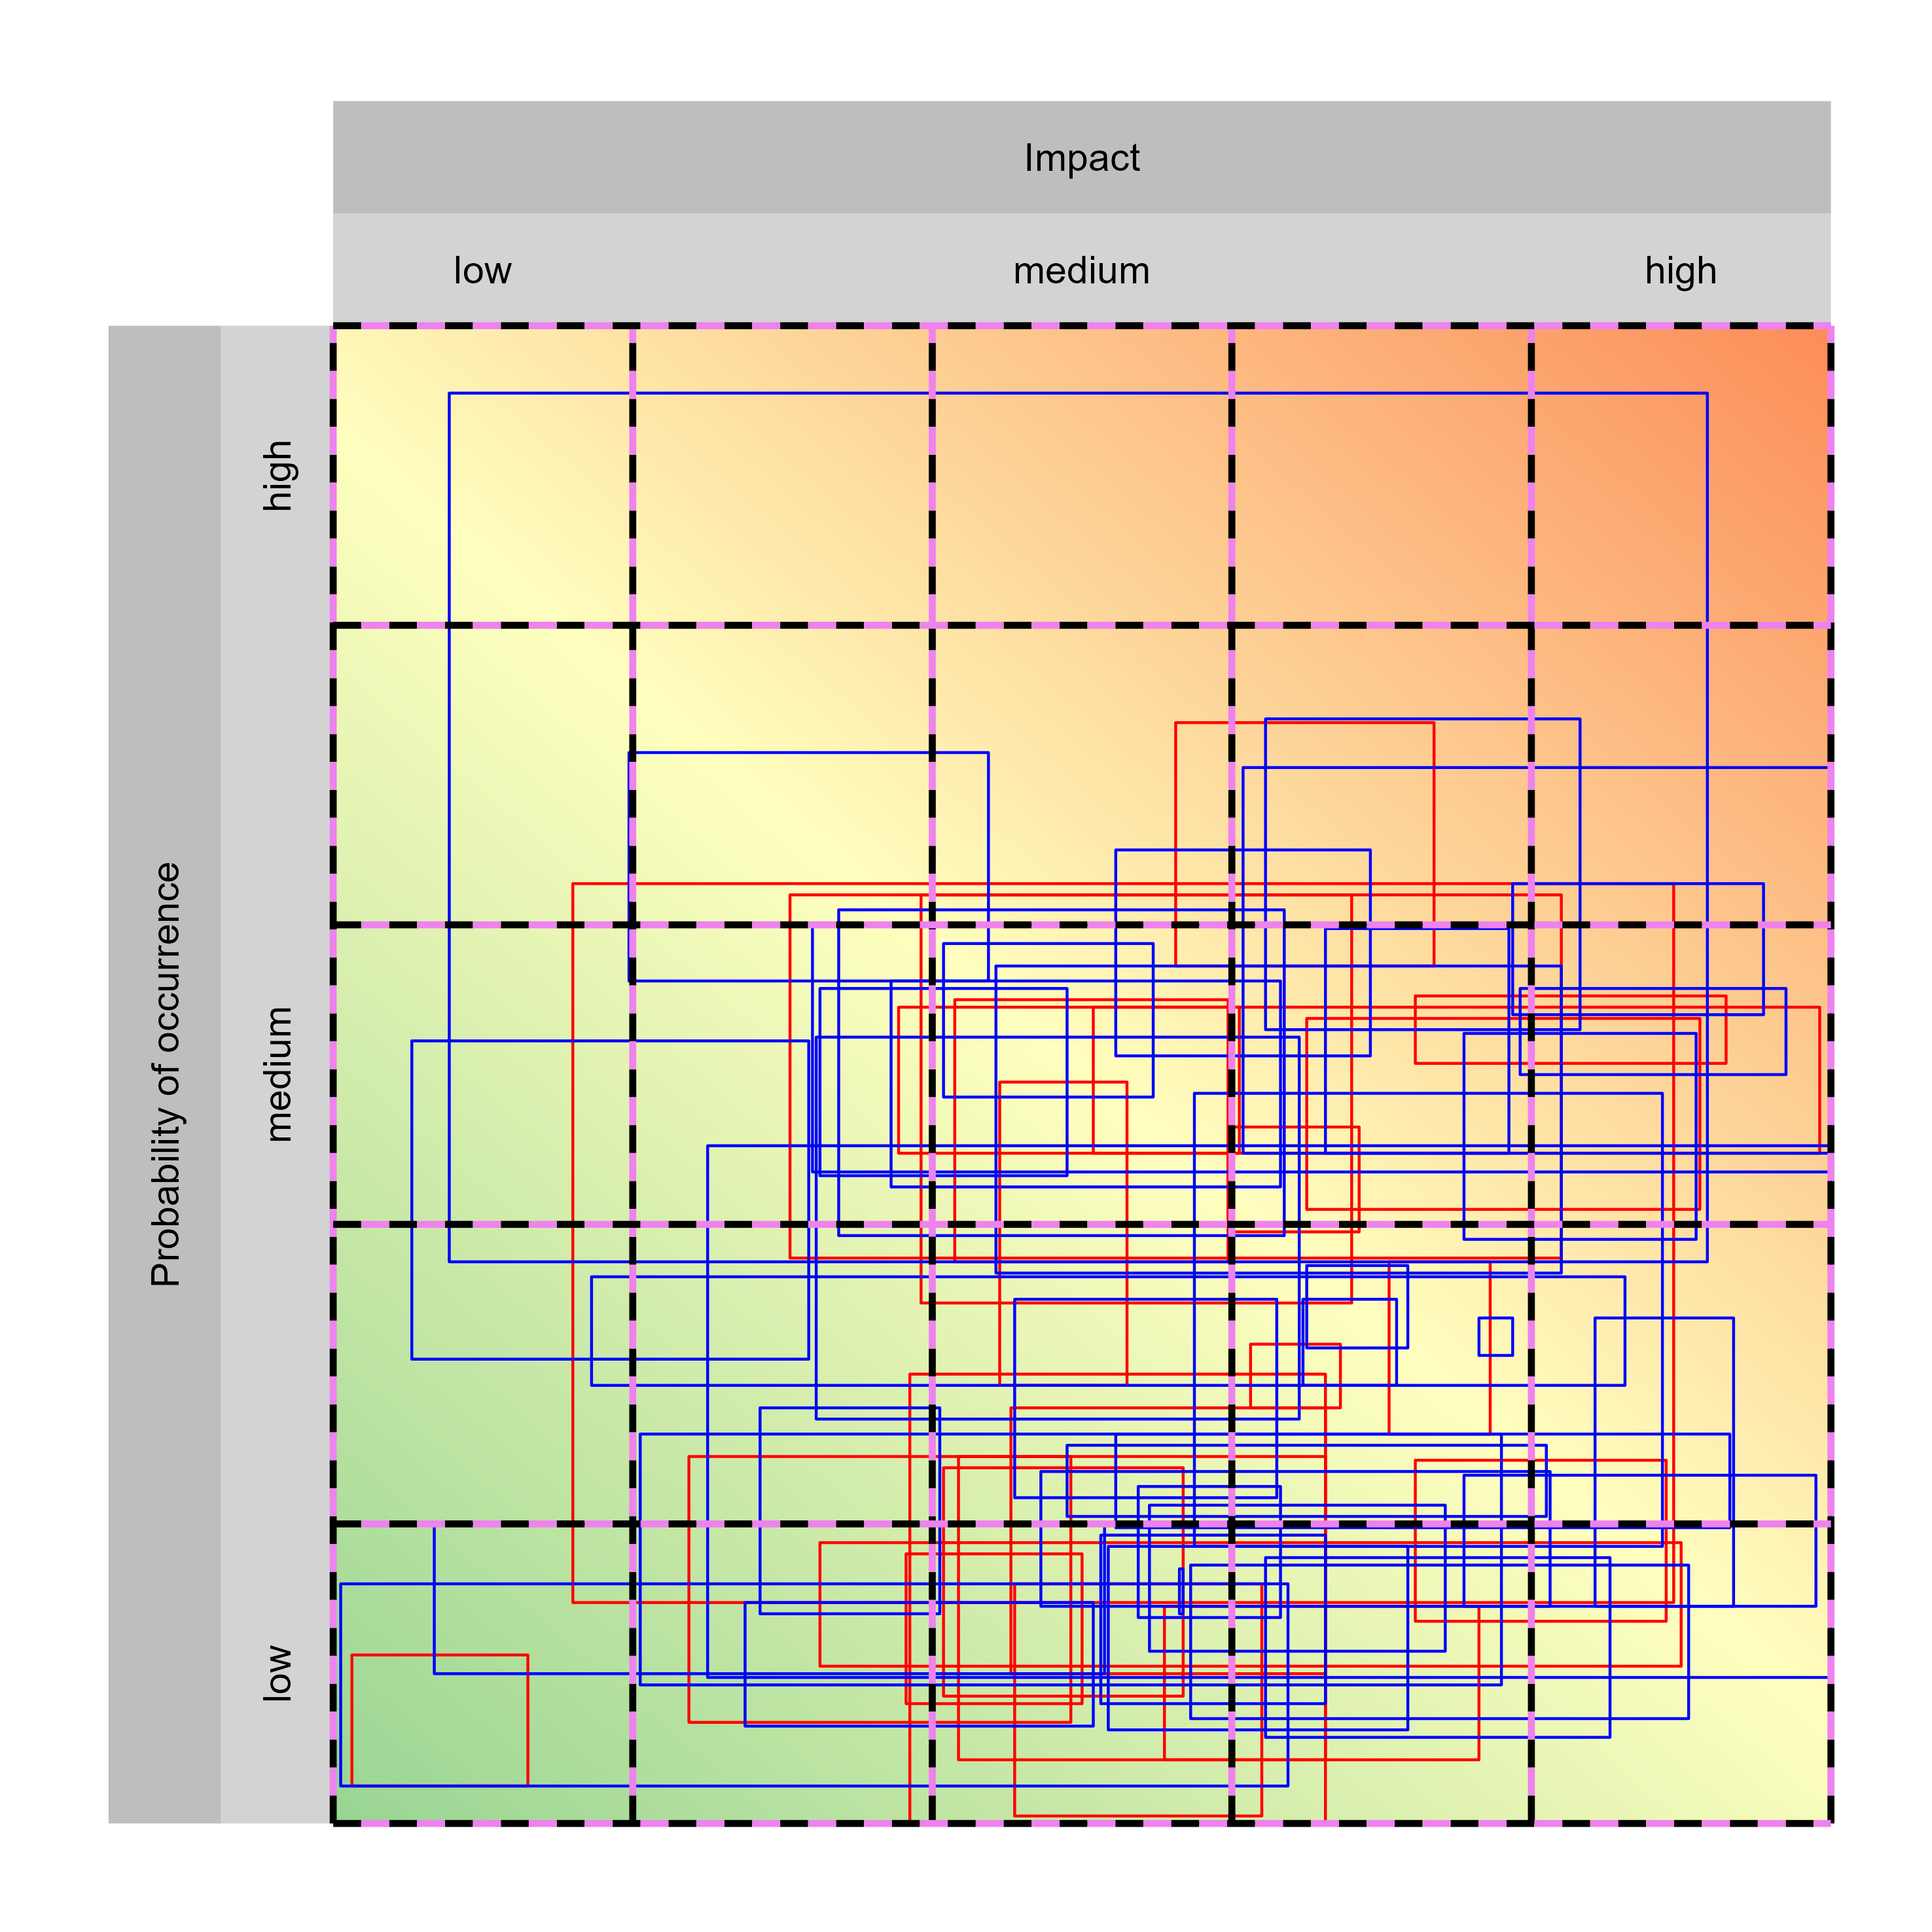 Impact
low
medium
high
Probability of occurrence
high
medium
low